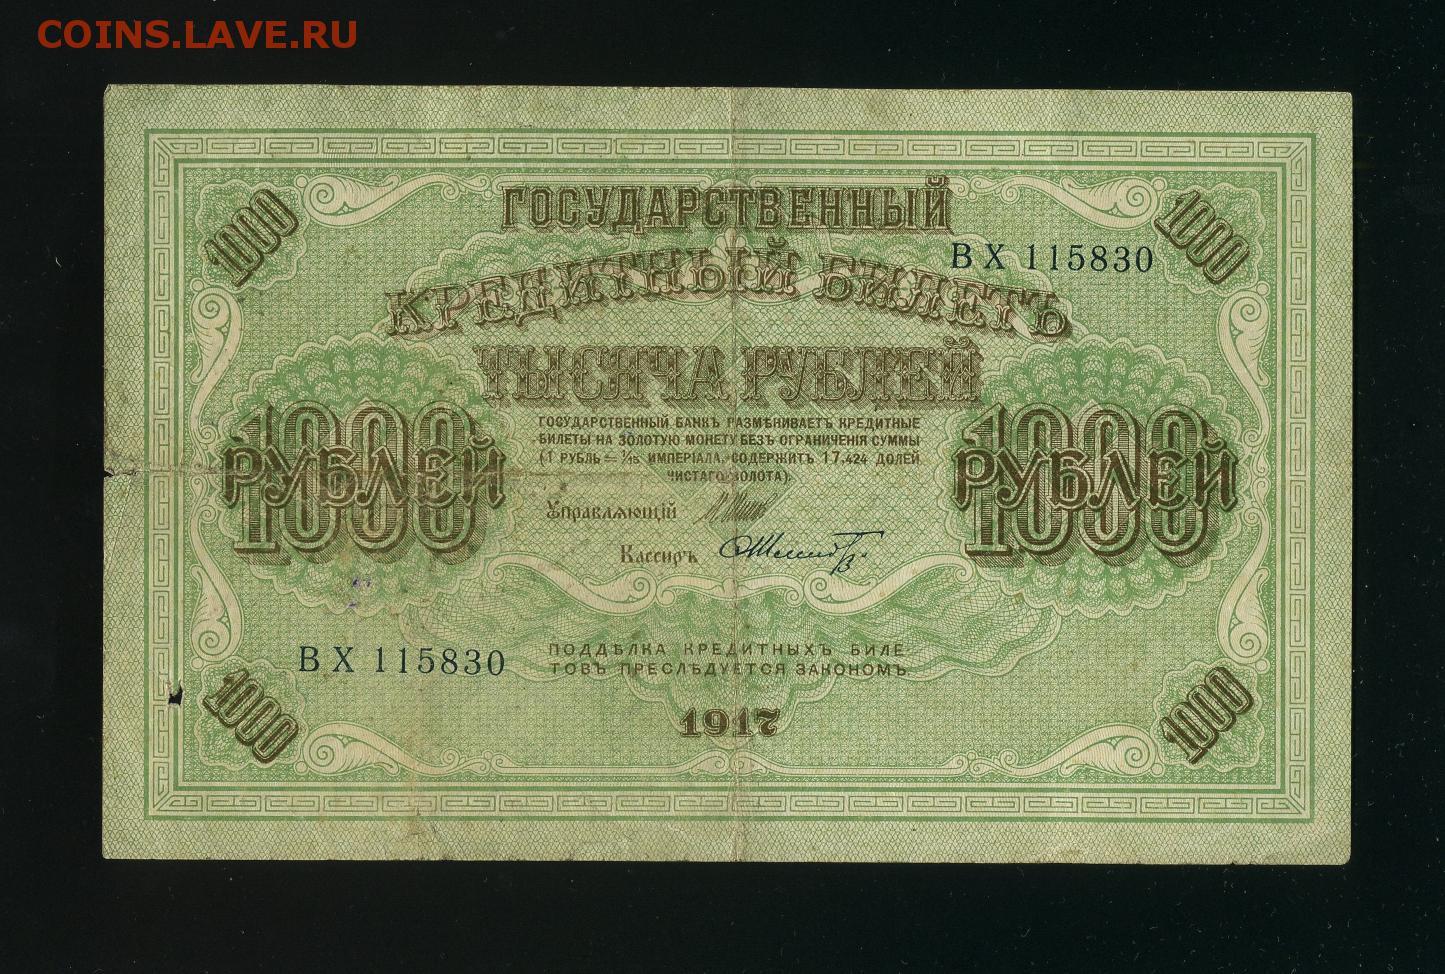 COINS.LAVE.RU
1000
1000
ГОСУДАРСТВЕННЫЙ
ВХ 115830
КРЕДИТНЫЙ БИЛЕТЪ
ТЫСЯЧА РУБЛЕЙ
1000 РУБЛЕЙ
1000 РУБЛЕЙ
ГОСУДАРСТВЕННЫЙ БАНКЪ РАЗМѢНИВАЕТЪ КРЕДИТНЫЕ
БИЛЕТЫ НА ЗОЛОТУЮ МОНЕТУ БЕЗЪ ОГРАНИЧЕНІЯ СУММЫ
(1 РУБЛЬ = 1/15 ИМПЕРІАЛА, СОДЕРЖИТЪ 17,424 ДОЛЕЙ
ЧИСТАГО ЗОЛОТА).
Управляющій
Кассиръ
ВХ 115830
ПОДДѢЛКА КРЕДИТНЫХЪ БИЛЕ-
ТОВЪ ПРЕСЛѢДУЕТСЯ ЗАКОНОМЪ.
1000
1000
1917